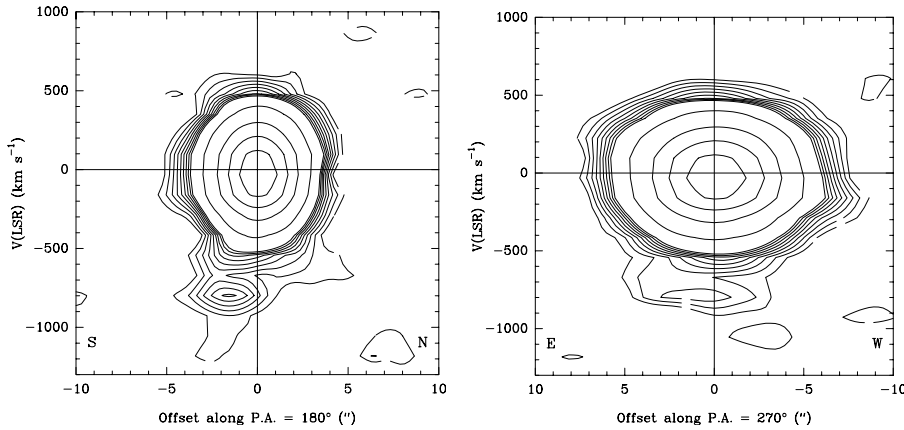 1000
500
0
−500
−1000
V(LSR) (km s⁻¹)
S
N
−10
−5
0
5
10
Offset along P.A. = 180° (")
1000
500
0
−500
−1000
V(LSR) (km s⁻¹)
E
W
10
5
0
−5
−10
Offset along P.A. = 270° (")